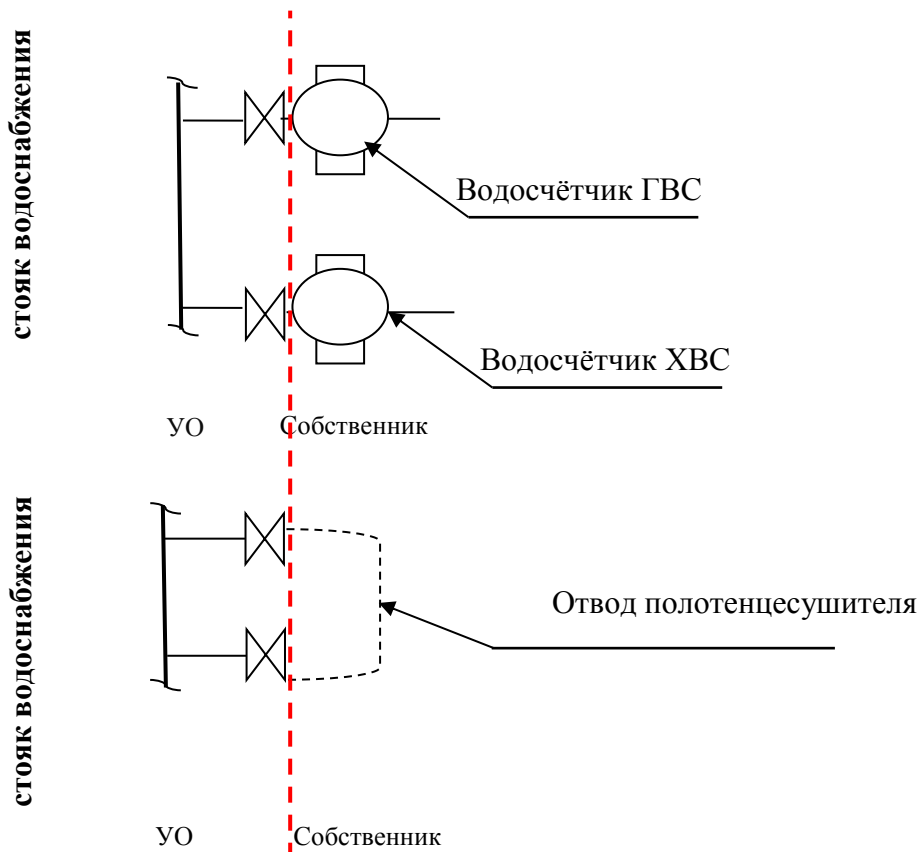 стояк водоснабжения
Водосчётчик ГВС
Водосчётчик ХВС
УО
Собственник
стояк водоснабжения
Отвод полотенцесушителя
УО
Собственник